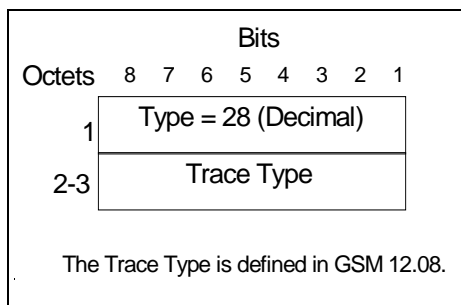 Bits
Octets 8 7 6 5 4 3 2 1
1 Type = 28 (Decimal)
2-3 Trace Type
The Trace Type is defined in GSM 12.08.